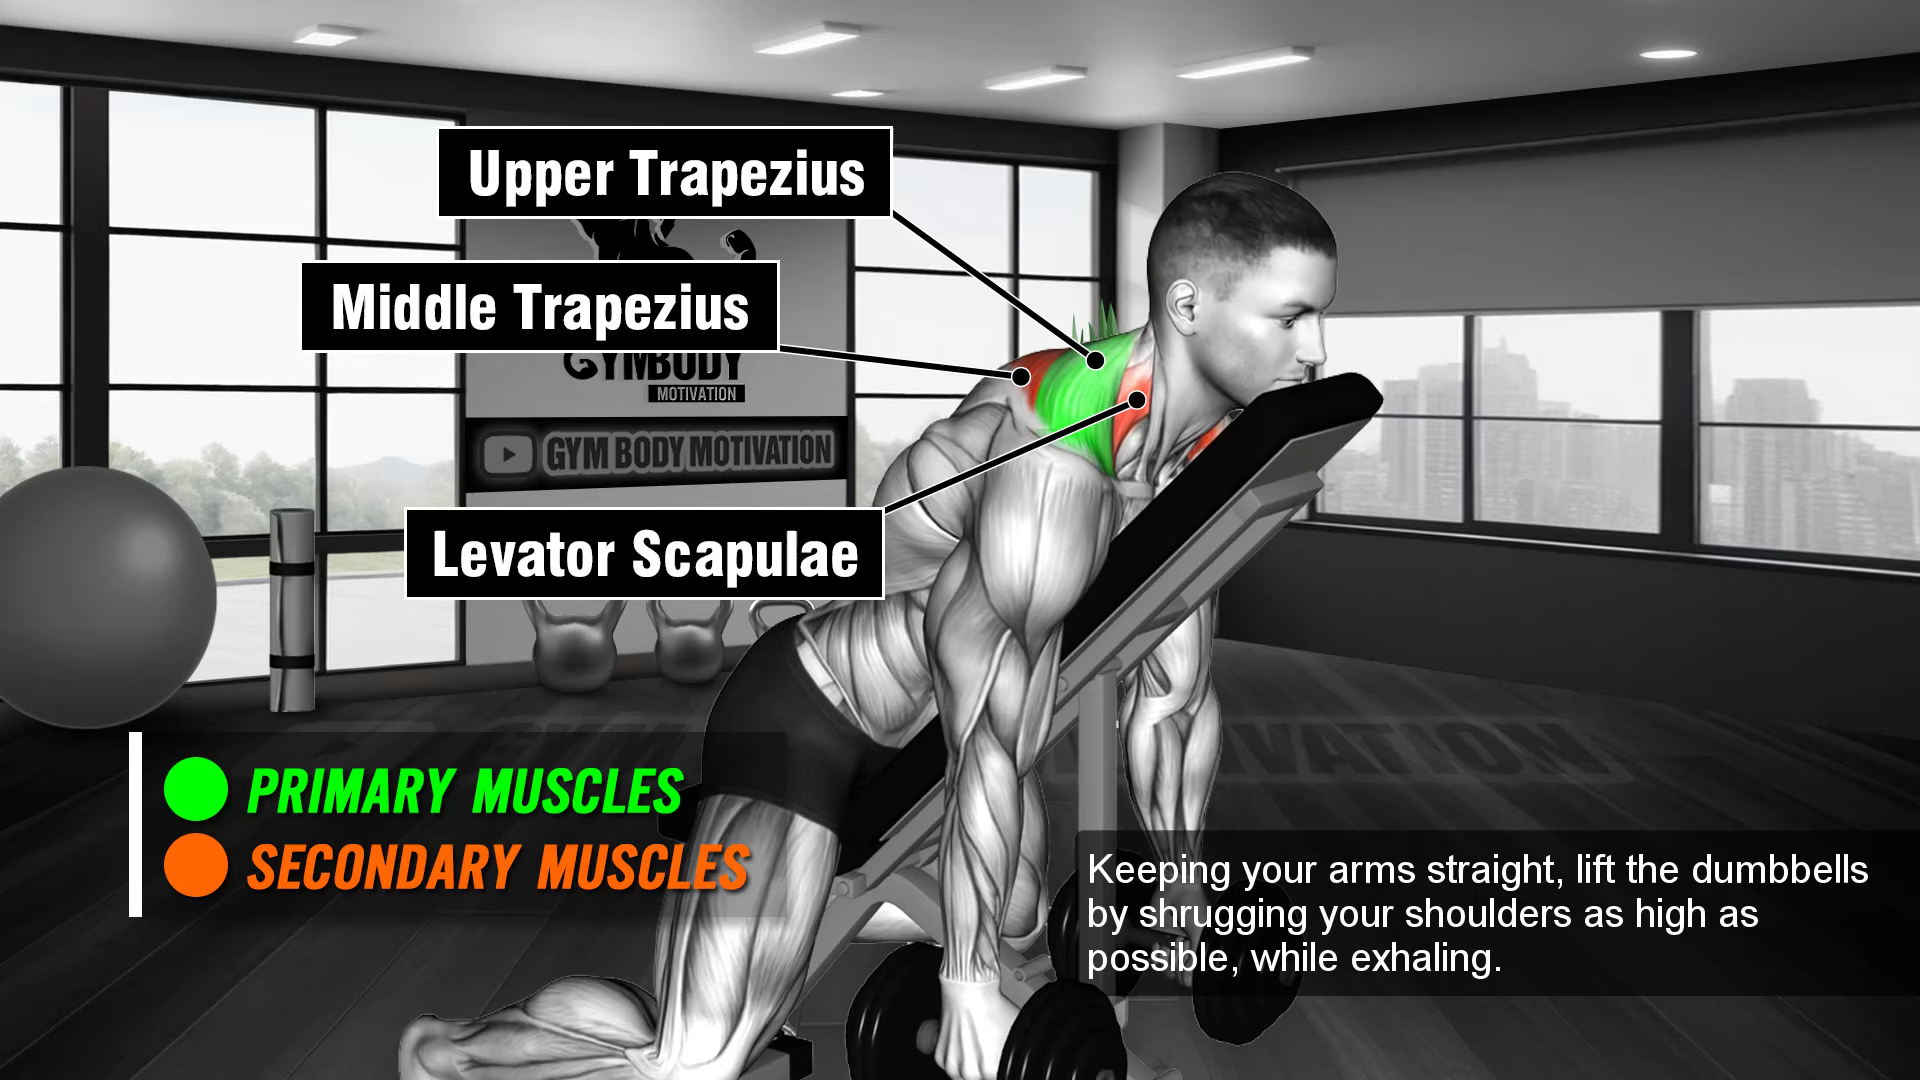 Upper Trapezius
Middle Trapezius
GYMBODY
MOTIVATION
GYM BODY MOTIVATION
Levator Scapulae
PRIMARY MUSCLES
SECONDARY MUSCLES
Keeping your arms straight, lift the dumbbells
by shrugging your shoulders as high as
possible, while exhaling.